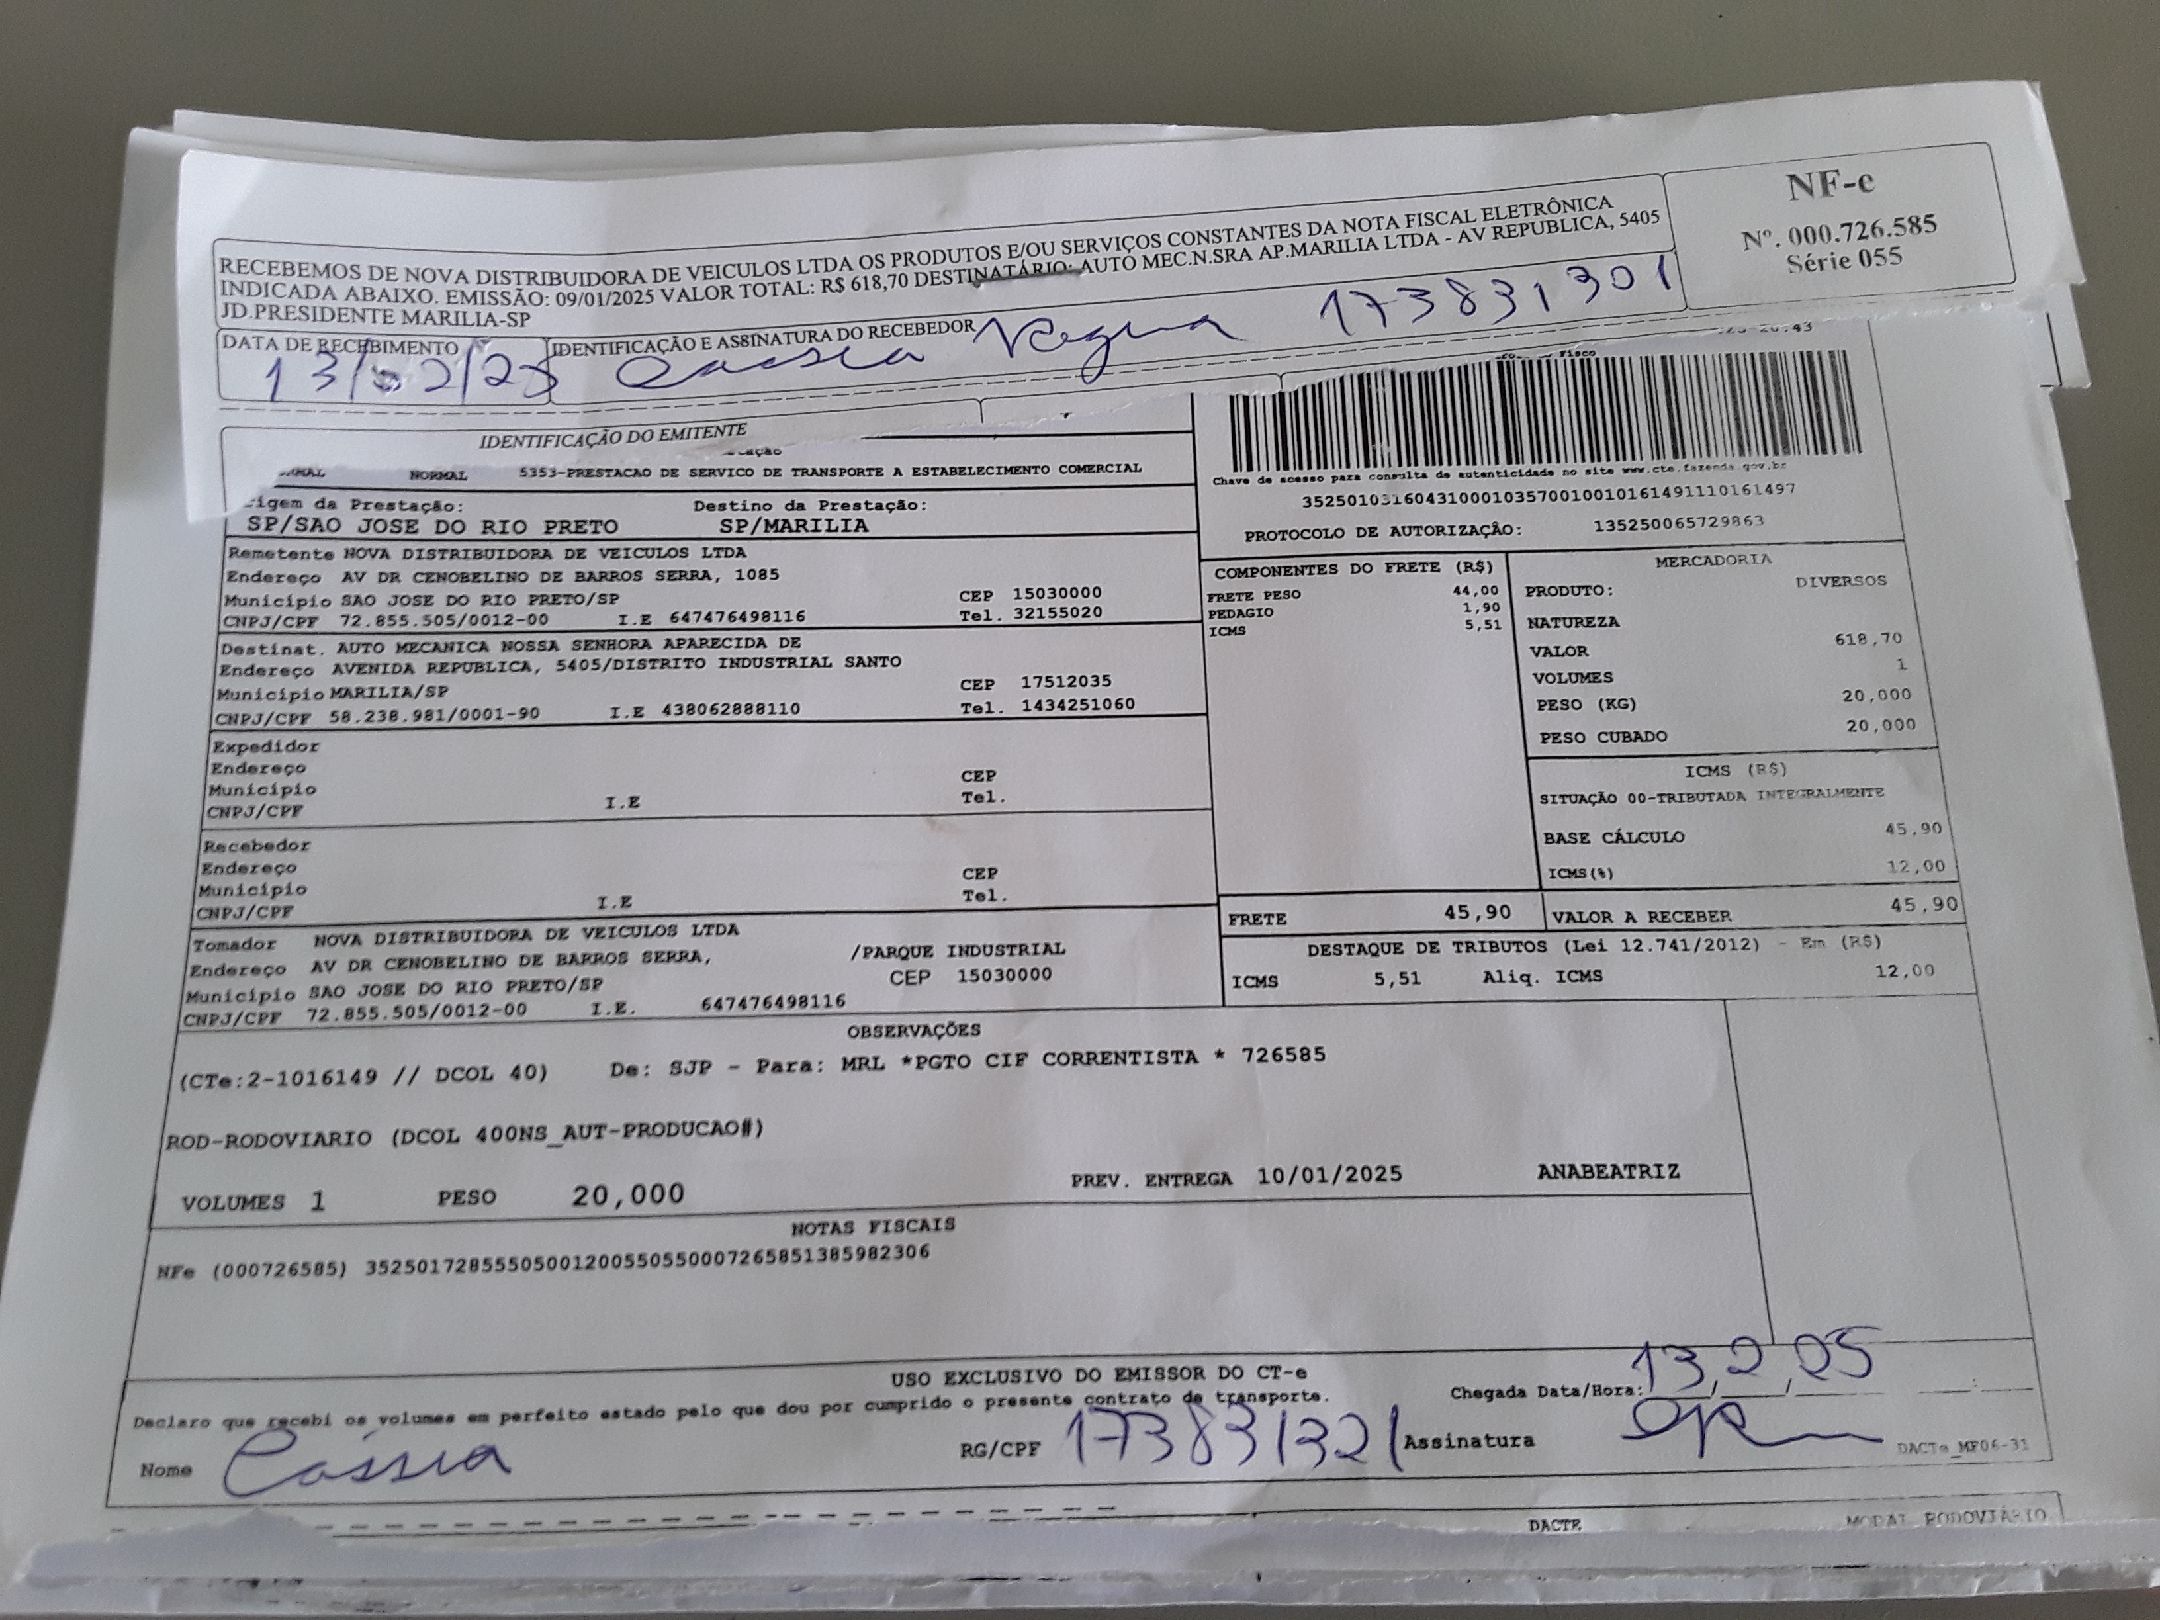 NF-e
Nº. 000.726.585
Série 055
RECEBEMOS DE NOVA DISTRIBUIDORA DE VEICULOS LTDA OS PRODUTOS E/OU SERVIÇOS CONSTANTES DA NOTA FISCAL ELETRÔNICA
INDICADA ABAIXO. EMISSÃO: 09/01/2025 VALOR TOTAL: R$ 618,70 DESTINATÁRIO: AUTO MEC.N.SRA AP.MARILIA LTDA - AV REPUBLICA, 5405
JD.PRESIDENTE MARILIA-SP
DATA DE RECEBIMENTO IDENTIFICAÇÃO E ASSINATURA DO RECEBEDOR
13/02/25 Cassia Regina 173831301
IDENTIFICAÇÃO DO EMITENTE
NORMAL 5353-PRESTACAO DE SERVICO DE TRANSPORTE A ESTABELECIMENTO COMERCIAL
Chave de acesso para consulta de autenticidade no site www.cte.fazenda.gov.br
35250103160431000103570010010161491110161497
PROTOCOLO DE AUTORIZAÇÃO: 135250065729863
Destino da Prestação:
SP/SAO JOSE DO RIO PRETO SP/MARILIA
Remetente NOVA DISTRIBUIDORA DE VEICULOS LTDA
Endereço AV DR CENOBELINO DE BARROS SERRA, 1085
Município SAO JOSE DO RIO PRETO/SP CEP 15030000
CNPJ/CPF 72.855.505/0012-00 I.E 647476498116 Tel. 32155020
Destinat. AUTO MECANICA NOSSA SENHORA APARECIDA DE
Endereço AVENIDA REPUBLICA, 5405/DISTRITO INDUSTRIAL SANTO
Município MARILIA/SP CEP 17512035
CNPJ/CPF 58.238.981/0001-90 I.E 438062888110 Tel. 1434251060
Expedidor
Endereço
Município CEP
CNPJ/CPF I.E Tel.
Recebedor
Endereço
Município CEP
CNPJ/CPF I.E Tel.
Tomador NOVA DISTRIBUIDORA DE VEICULOS LTDA
Endereço AV DR CENOBELINO DE BARROS SERRA, /PARQUE INDUSTRIAL
Município SAO JOSE DO RIO PRETO/SP CEP 15030000
CNPJ/CPF 72.855.505/0012-00 I.E. 647476498116
COMPONENTES DO FRETE (R$)
FRETE PESO 44,00
PEDAGIO 1,90
ICMS 5,51
MERCADORIA
PRODUTO: DIVERSOS
NATUREZA
VALOR 618,70
VOLUMES 1
PESO (KG) 20,000
PESO CUBADO 20,000
ICMS (R$)
SITUAÇÃO 00-TRIBUTADA INTEGRALMENTE
BASE CÁLCULO 45,90
ICMS(%) 12,00
FRETE 45,90 VALOR A RECEBER 45,90
DESTAQUE DE TRIBUTOS (Lei 12.741/2012) - Em (R$)
ICMS 5,51 Aliq. ICMS 12,00
OBSERVAÇÕES
(CTe:2-1016149 // DCOL 40) De: SJP - Para: MRL *PGTO CIF CORRENTISTA * 726585
ROD-RODOVIARIO (DCOL 400NS_AUT-PRODUCAO#)
VOLUMES 1 PESO 20,000 PREV. ENTREGA 10/01/2025 ANABEATRIZ
NOTAS FISCAIS
NFe (000726585) 35250172855505001200550550007265851385982306
USO EXCLUSIVO DO EMISSOR DO CT-e
Declaro que recebi os volumes em perfeito estado pelo que dou por cumprido o presente contrato de transporte.
Chegada Data/Hora: 13/2/25
Nome Cássia RG/CPF 173831321 Assinatura
DACTe_MF06-31
DACTE MODAL RODOVIÁRIO